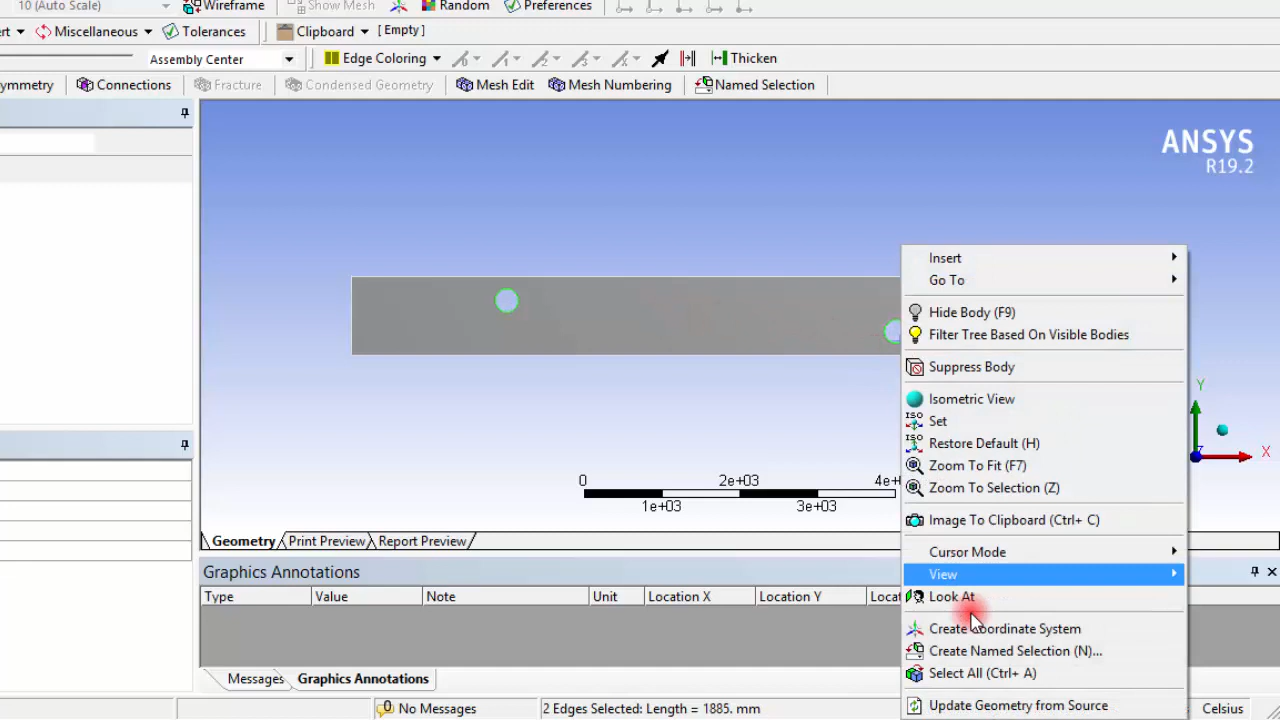 10 (Auto Scale) Wireframe Show Mesh Random Preferences
ert Miscellaneous Tolerances Clipboard [ Empty ]
Assembly Center Edge Coloring Thicken
ymmetry Connections Fracture Condensed Geometry Mesh Edit Mesh Numbering Named Selection
ANSYS
R19.2
Insert
Go To
Hide Body (F9)
Filter Tree Based On Visible Bodies
Suppress Body
Isometric View
ISO Set
ISO Restore Default (H)
Zoom To Fit (F7)
Zoom To Selection (Z)
Image To Clipboard (Ctrl+ C)
Cursor Mode
View
Look At
Create Coordinate System
Create Named Selection (N)...
Select All (Ctrl+ A)
Update Geometry from Source
Y
X
Z
0 2e+03 4e+
1e+03 3e+03
Geometry Print Preview Report Preview
Graphics Annotations
Type Value Note Unit Location X Location Y Locat
Messages Graphics Annotations
No Messages 2 Edges Selected: Length = 1885. mm Celsius